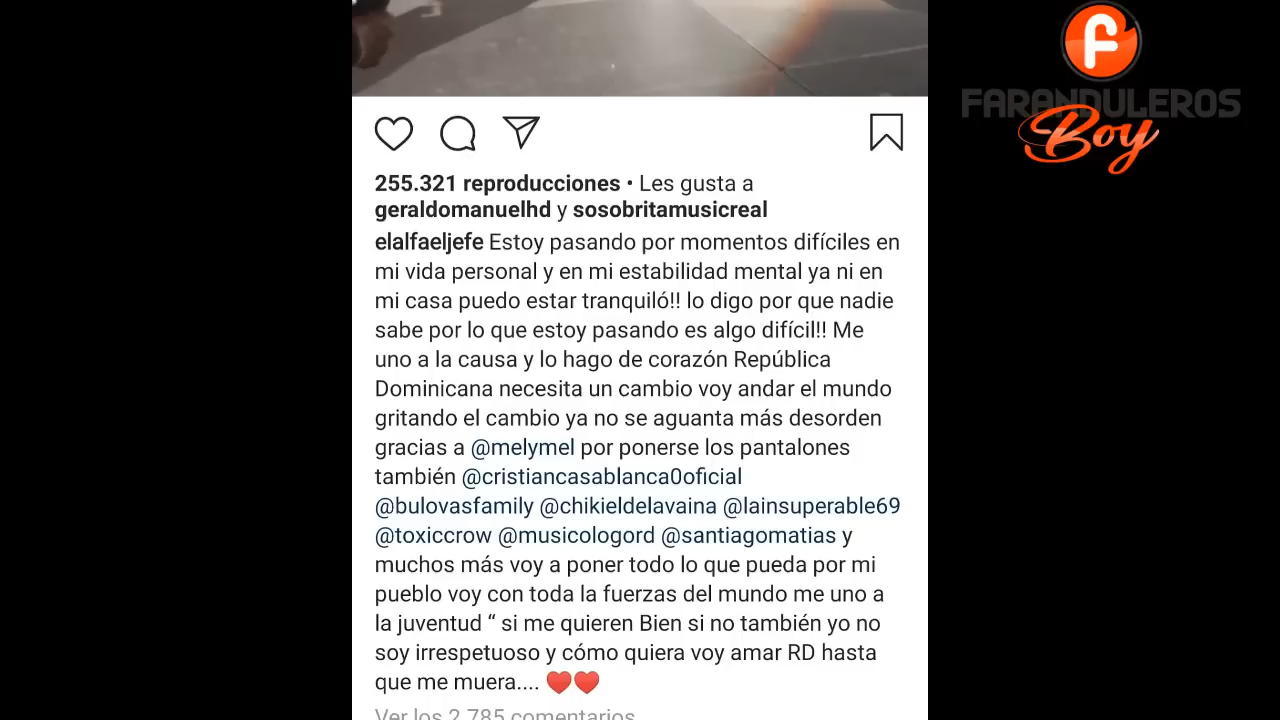 f
FARANDULEROS
Boy
255.321 reproducciones • Les gusta a
geraldomanuelhd y sosobritamusicreal
elalfaeljefe Estoy pasando por momentos difíciles en
mi vida personal y en mi estabilidad mental ya ni en
mi casa puedo estar tranquiló!! lo digo por que nadie
sabe por lo que estoy pasando es algo difícil!! Me
uno a la causa y lo hago de corazón República
Dominicana necesita un cambio voy andar el mundo
gritando el cambio ya no se aguanta más desorden
gracias a @melymel por ponerse los pantalones
también @cristiancasablanca0oficial
@bulovasfamily @chikieldelavaina @lainsuperable69
@toxiccrow @musicologord @santiagomatias y
muchos más voy a poner todo lo que pueda por mi
pueblo voy con toda la fuerzas del mundo me uno a
la juventud “ si me quieren Bien si no también yo no
soy irrespetuoso y cómo quiera voy amar RD hasta
que me muera.... ♥️♥️
Ver los 2.785 comentarios